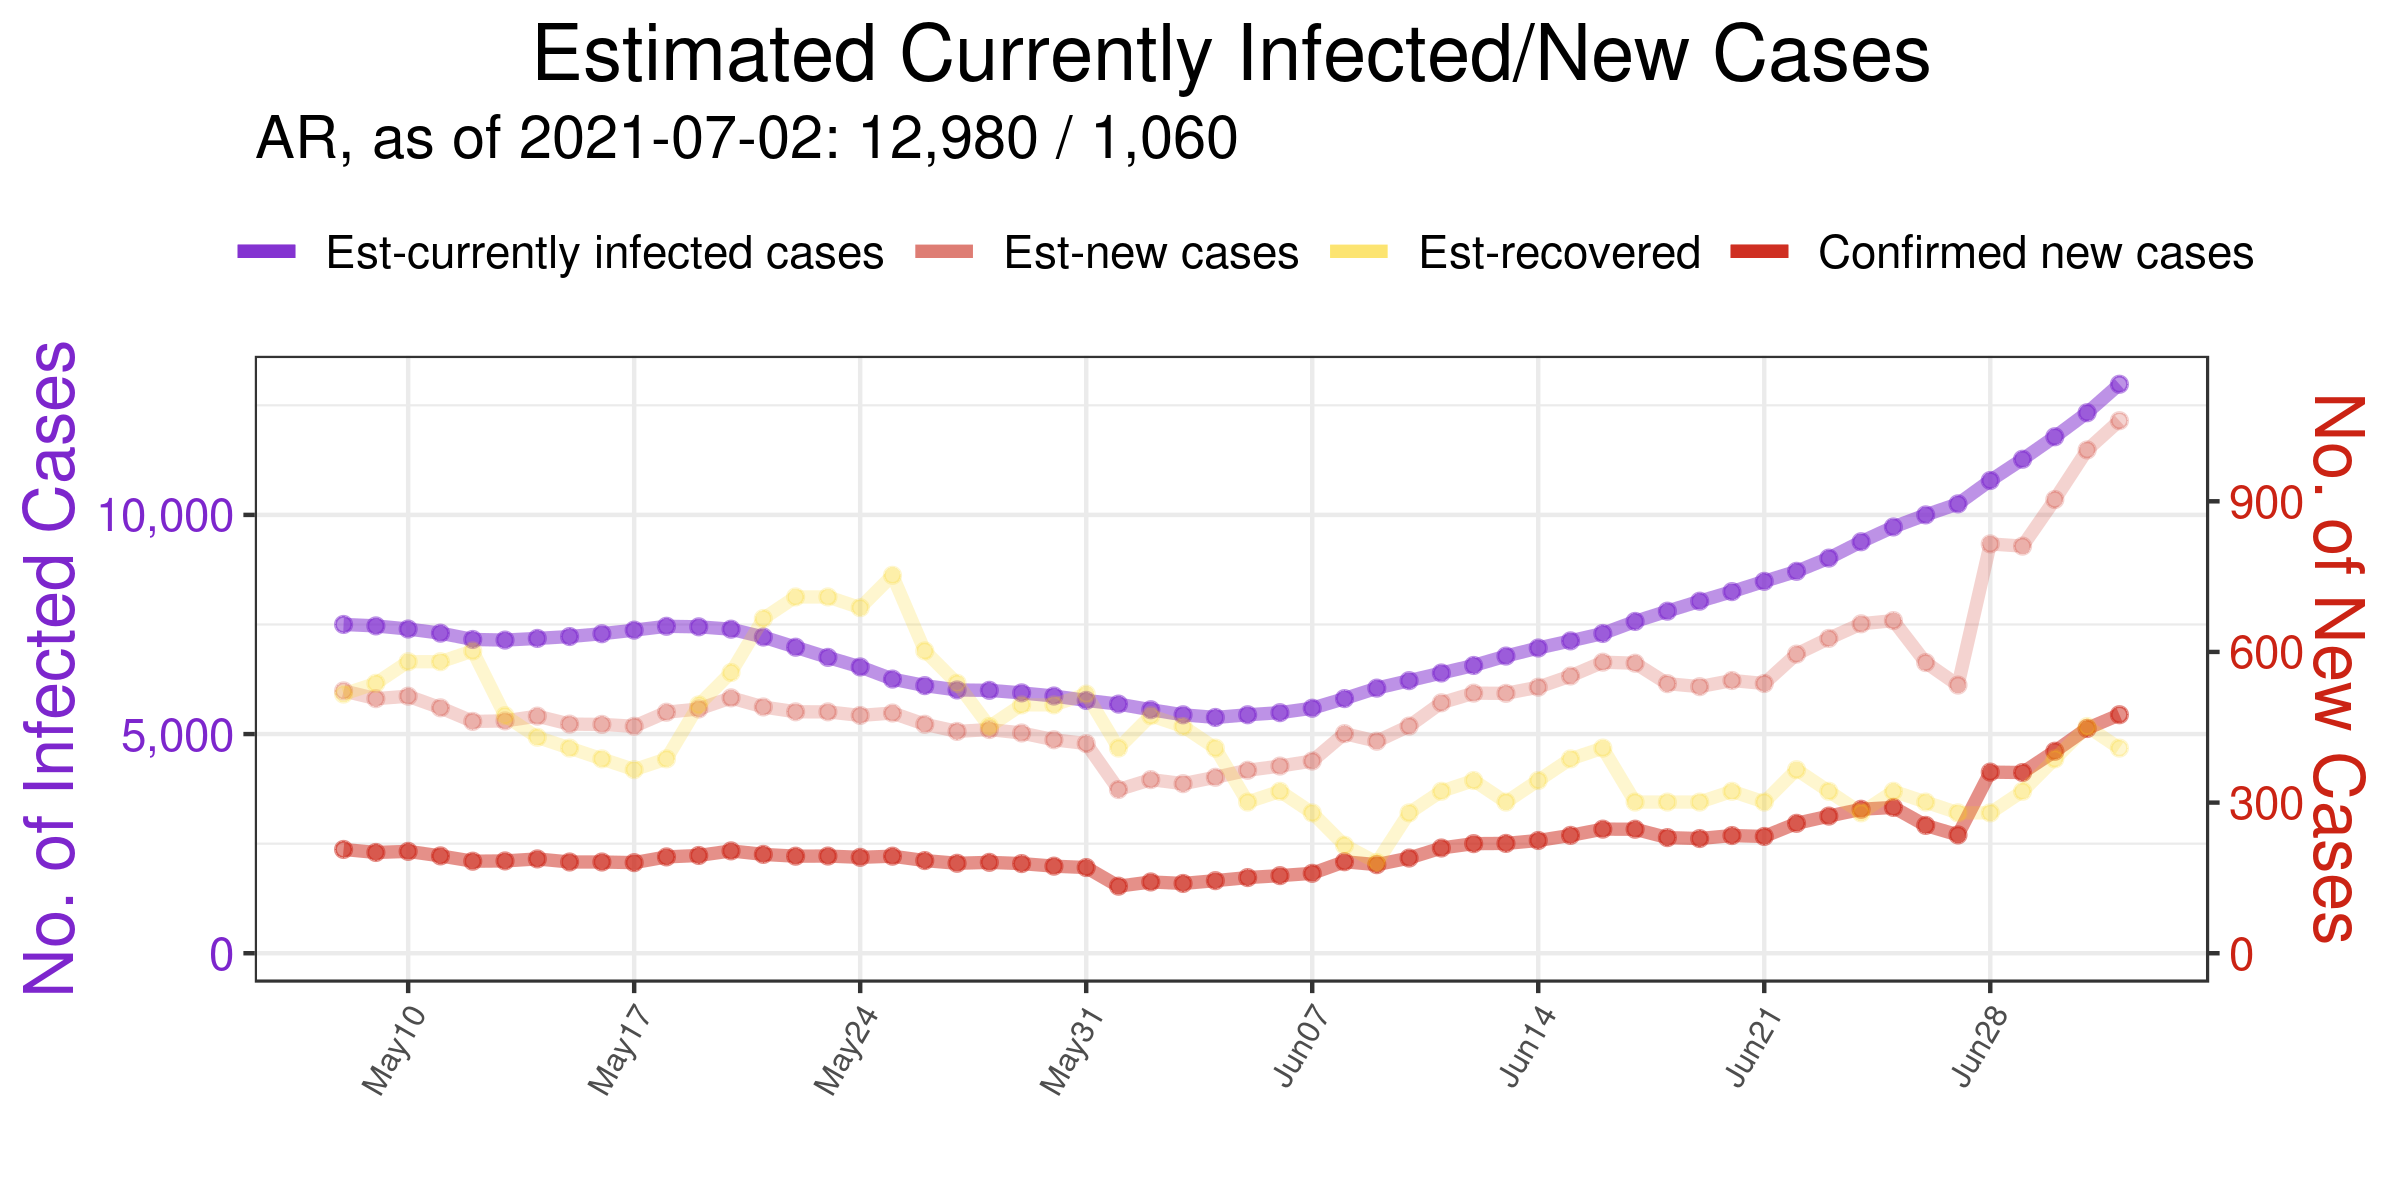 Estimated Currently Infected/New Cases
AR, as of 2021-07-02: 12,980 / 1,060
Est-currently infected cases Est-new cases Est-recovered Confirmed new cases
No. of Infected Cases
10,000
5,000
0
900
600
300
0
No. of New Cases
May10 May17 May24 May31 Jun07 Jun14 Jun21 Jun28